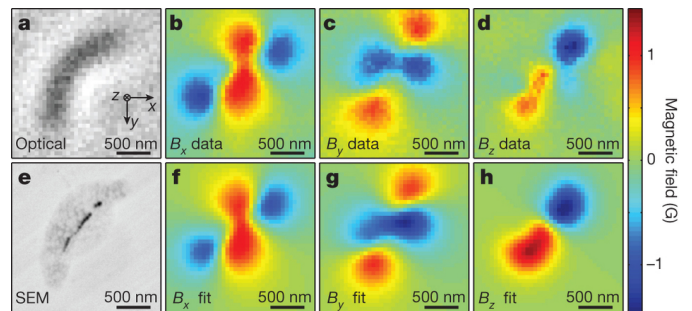 a
b
c
d
z
x
y
Optical
500 nm
Bx data
500 nm
By data
500 nm
Bz data
500 nm
e
f
g
h
SEM
500 nm
Bx fit
500 nm
By fit
500 nm
Bz fit
500 nm
1
0
−1
Magnetic field (G)